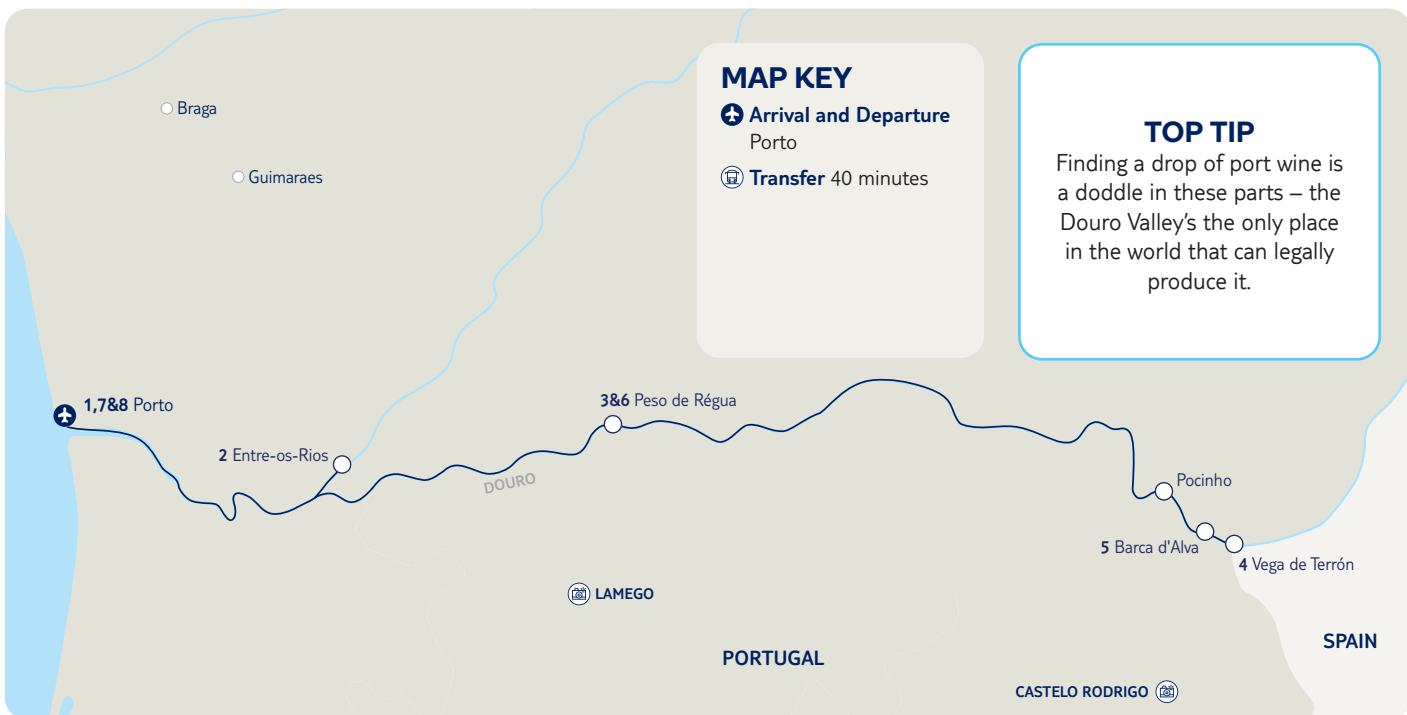 MAP KEY
Arrival and Departure
Porto
Transfer 40 minutes
TOP TIP
Finding a drop of port wine is
a doddle in these parts – the
Douro Valley's the only place
in the world that can legally
produce it.
Braga
Guimaraes
1,7&8 Porto
2 Entre-os-Rios
3&6 Peso de Régua
DOURO
Pocinho
5 Barca d'Alva
4 Vega de Terrón
LAMEGO
PORTUGAL
SPAIN
CASTELO RODRIGO